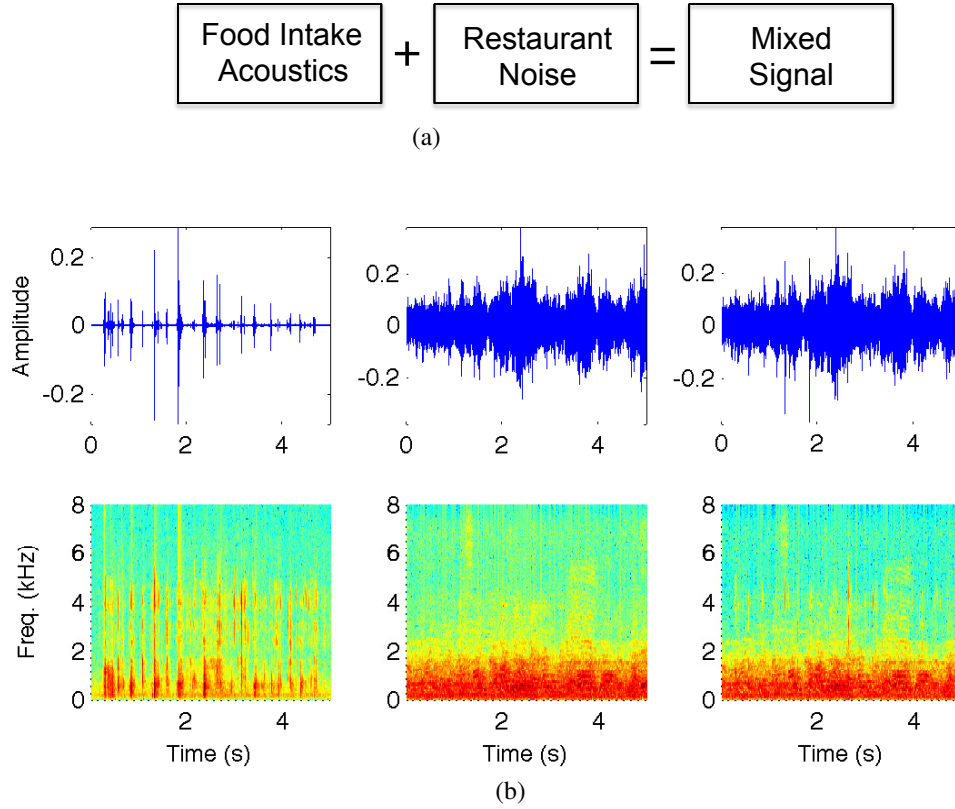 Food Intake
Acoustics
+
Restaurant
Noise
=
Mixed
Signal
(a)
Amplitude
0.2
0
-0.2
0 2 4
0.2
0
-0.2
0 2 4
0.2
0
-0.2
0 2 4
Freq. (kHz)
8
6
4
2
0
2 4
Time (s)
8
6
4
2
0
2 4
Time (s)
8
6
4
2
0
2 4
Time (s)
(b)